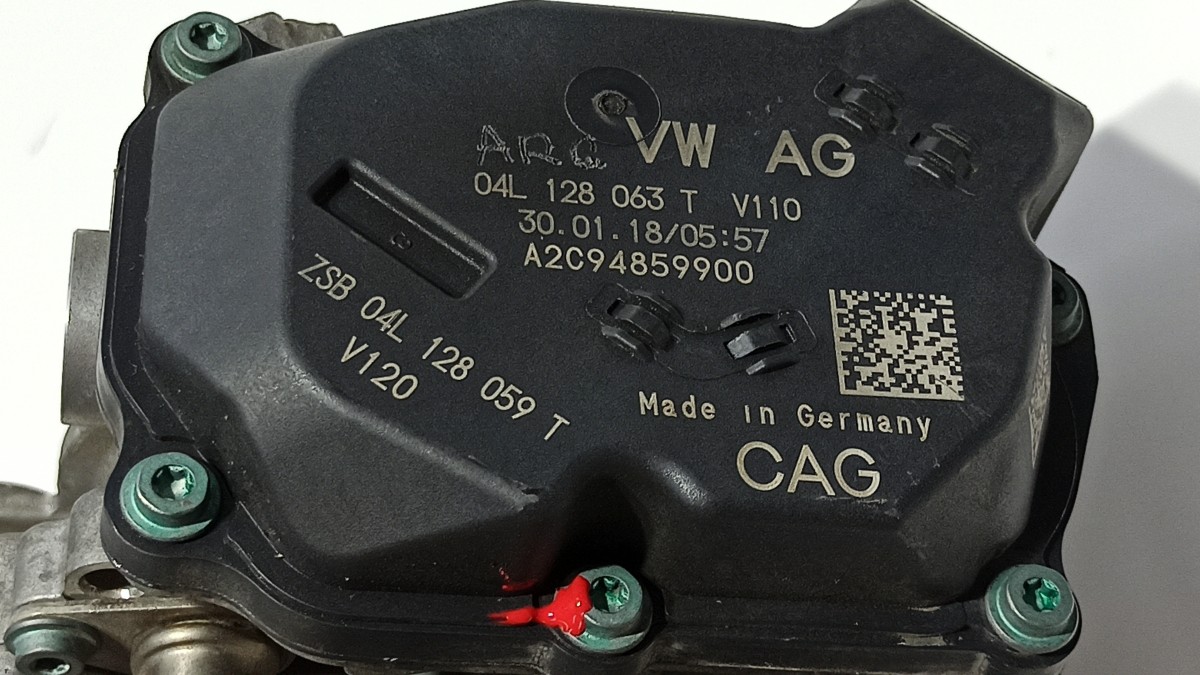 VW AG
04L 128 063 T V110
30.01.18/05:57
A2C94859900
ZSB 04L 128 059 T
V120
Made in Germany
CAG